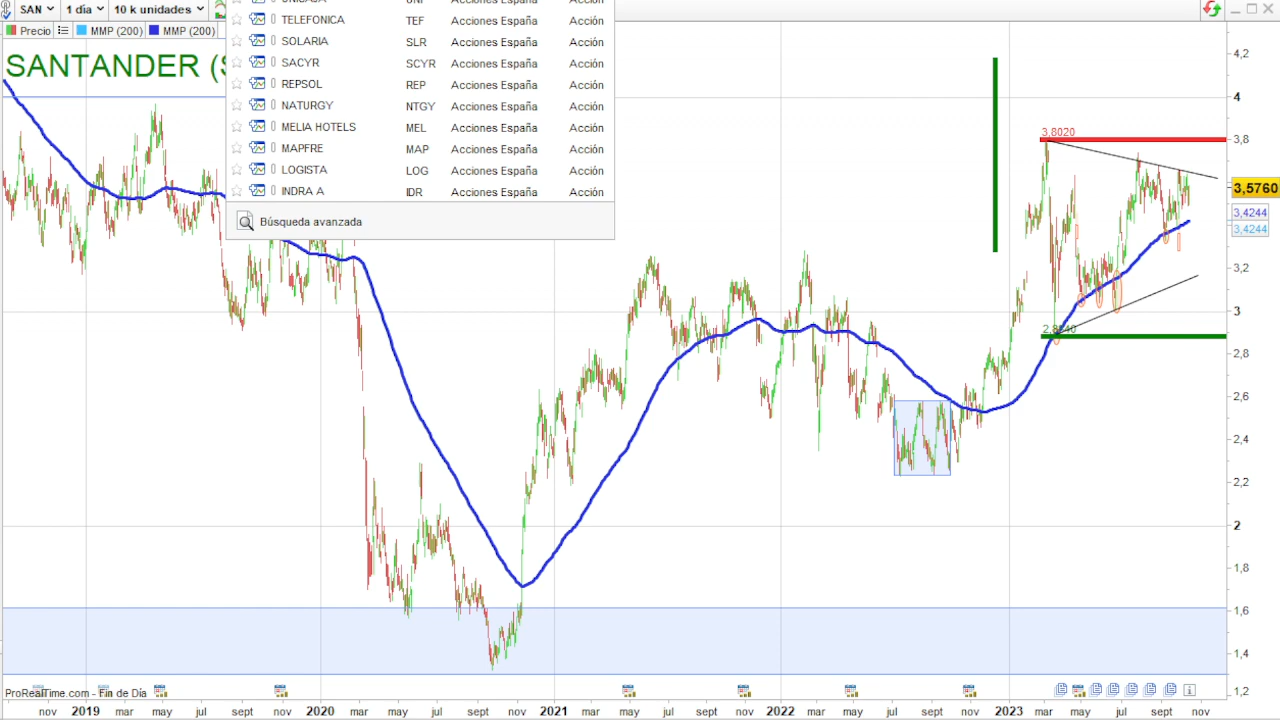 SAN 1 día 10 k unidades
Precio MMP (200) MMP (200)
SANTANDER (
TELEFONICA TEF Acciones España Acción
SOLARIA SLR Acciones España Acción
SACYR SCYR Acciones España Acción
REPSOL REP Acciones España Acción
NATURGY NTGY Acciones España Acción
MELIA HOTELS MEL Acciones España Acción
MAPFRE MAP Acciones España Acción
LOGISTA LOG Acciones España Acción
INDRA A IDR Acciones España Acción
Búsqueda avanzada
3,8020
4,2
4
3,8
3,5760
3,4244
3,4244
3,2
3
2,8
2,6
2,4
2,2
2
1,8
1,6
1,4
1,2
ProRealTime.com - Fin de Día
nov 2019 mar may jul sept nov 2020 mar may jul sept nov 2021 mar may jul sept nov 2022 mar may jul sept nov 2023 mar may jul sept nov